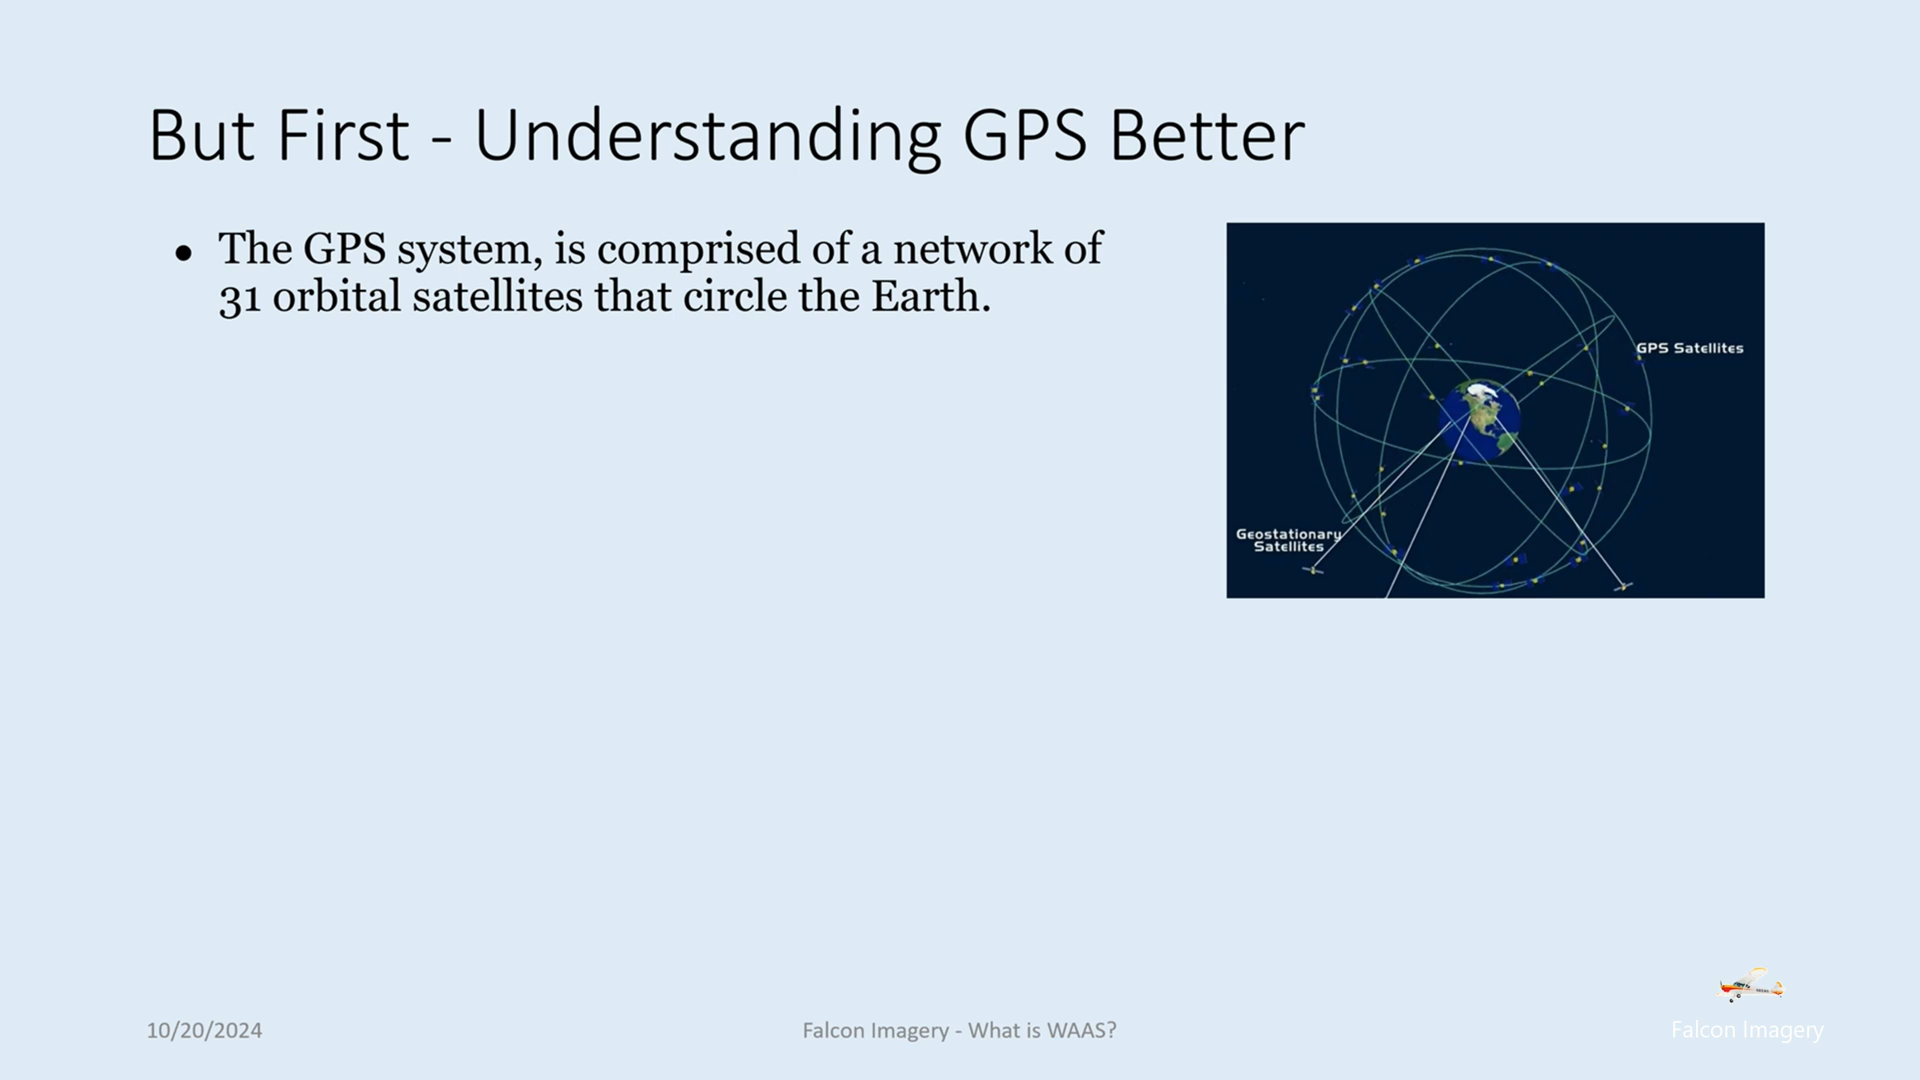 But First - Understanding GPS Better
• The GPS system, is comprised of a network of
31 orbital satellites that circle the Earth.
GPS Satellites
Geostationary
Satellites
10/20/2024
Falcon Imagery - What is WAAS?
Falcon Imagery